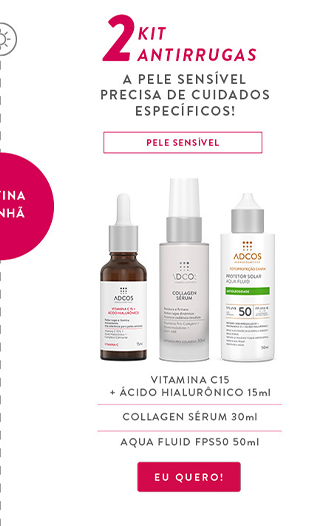 2 KIT
ANTIRRUGAS
A PELE SENSÍVEL
PRECISA DE CUIDADOS
ESPECÍFICOS!
PELE SENSÍVEL
TINA
NHÃ
ADCOS
VITAMINA C15 +
ÁCIDO HIALURÔNICO
15ml
ADCOS
COLLAGEN
SÉRUM
ADCOS
FOTOPROTEÇÃO DIÁRIA
PROTETOR SOLAR
AQUA FLUID
50
50ml
VITAMINA C15
+ ÁCIDO HIALURÔNICO 15ml
COLLAGEN SÉRUM 30ml
AQUA FLUID FPS50 50ml
EU QUERO!